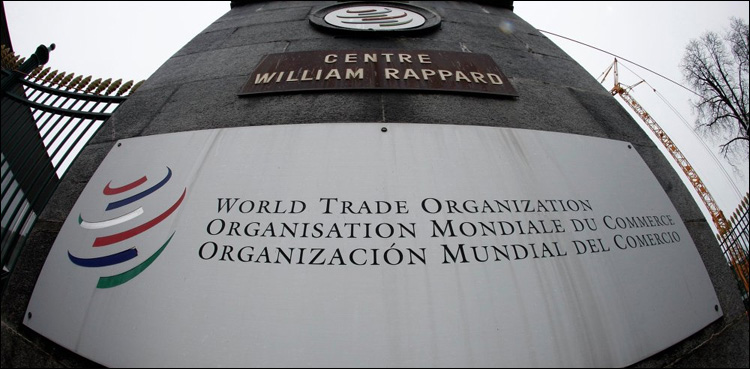 CENTRE
WILLIAM RAPPARD
WORLD TRADE ORGANIZATION
ORGANISATION MONDIALE DU COMMERCE
ORGANIZACIÓN MUNDIAL DEL COMERCIO